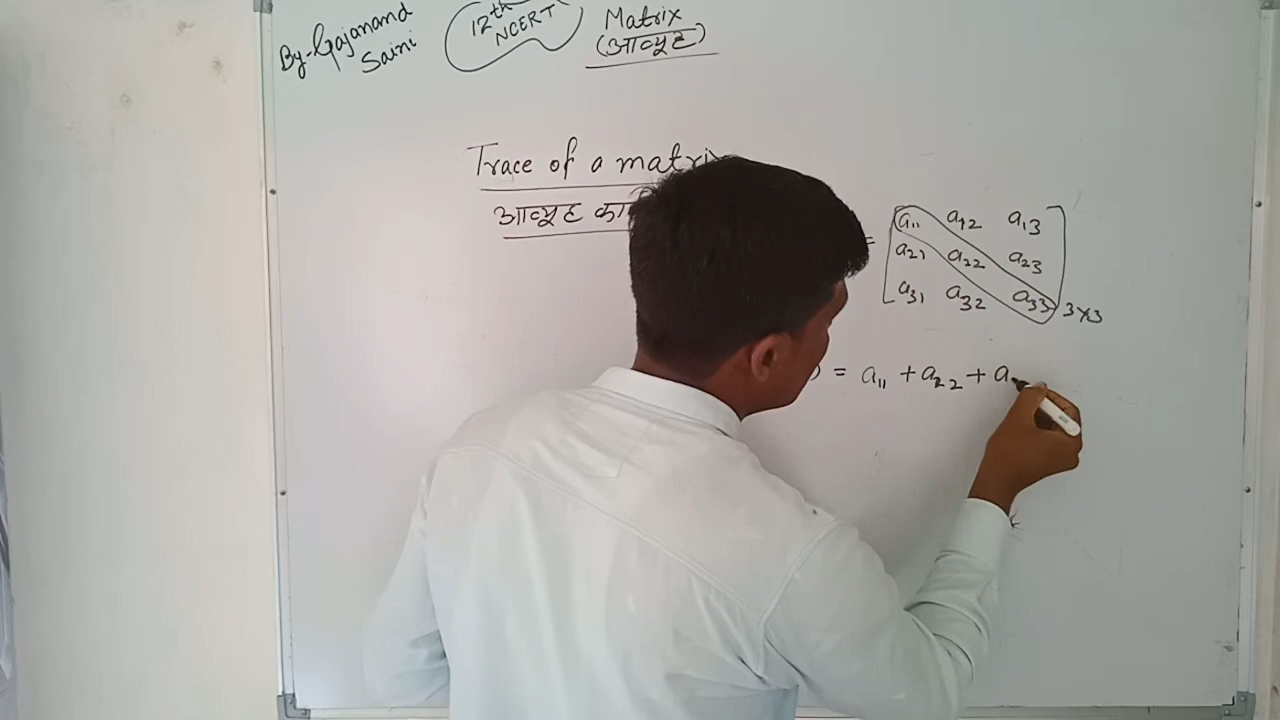 By-Gajanand Saini
12th NCERT
Matrix
(आव्यूह)
Trace of a matrix
आव्यूह का
= [a11 a12 a13
a21 a22 a23
a31 a32 a33] 3×3
) = a11 + a22 + a